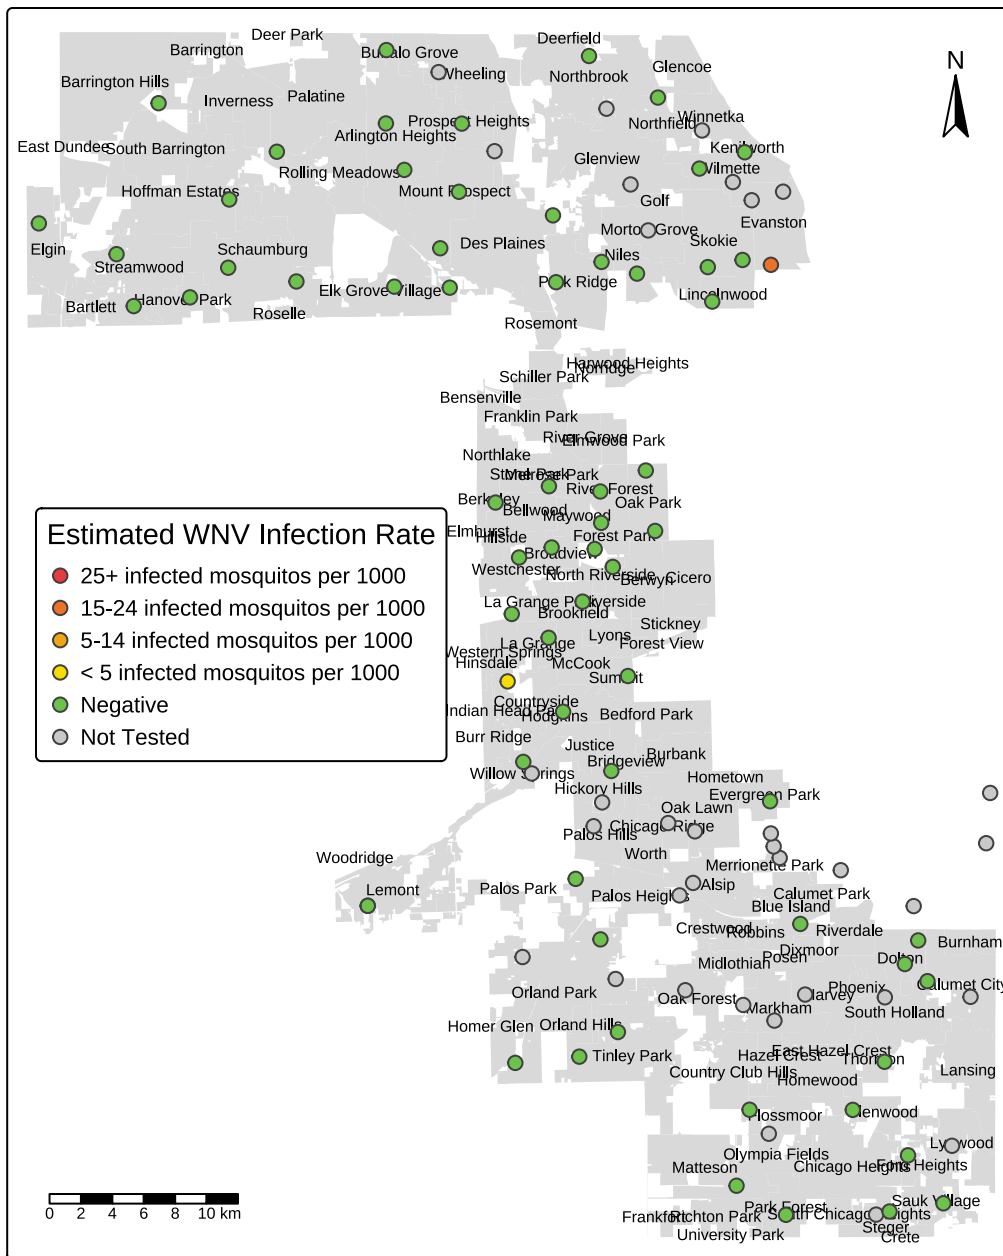 Deer Park
Deerfield
Barrington
Buffalo Grove
N
Wheeling
Northbrook
Glencoe
Barrington Hills
Inverness
Palatine
Prospect Heights
Northfield
Winnetka
Arlington Heights
East Dundee
South Barrington
Kenilworth
Glenview
Rolling Meadows
Wilmette
Hoffman Estates
Mount Prospect
Golf
Evanston
Morton Grove
Elgin
Schaumburg
Des Plaines
Skokie
Streamwood
Niles
Park Ridge
Elk Grove Village
Lincolnwood
Bartlett
Hanover Park
Roselle
Rosemont
Harwood Heights
Norridge
Schiller Park
Bensenville
Franklin Park
River Grove
Elmwood Park
Northlake
Stone Park
Melrose Park
River Forest
Berkeley
Bellwood
Oak Park
Maywood
Elmhurst
Hillside
Forest Park
Broadview
Westchester
North Riverside
Berwyn
Cicero
La Grange Park
Riverside
Brookfield
Stickney
Lyons
La Grange
Forest View
Western Springs
Hinsdale
McCook
Summit
Countryside
Indian Head Park
Hodgkins
Bedford Park
Burr Ridge
Justice
Burbank
Bridgeview
Willow Springs
Hometown
Hickory Hills
Evergreen Park
Oak Lawn
Chicago Ridge
Palos Hills
Worth
Woodridge
Merrionette Park
Lemont
Palos Park
Alsip
Palos Heights
Calumet Park
Blue Island
Crestwood
Robbins
Riverdale
Dixmoor
Burnham
Posen
Midlothian
Dolton
Orland Park
Phoenix
Calumet City
Oak Forest
Harvey
Markham
South Holland
Homer Glen
Orland Hills
Tinley Park
East Hazel Crest
Hazel Crest
Thornton
Country Club Hills
Lansing
Homewood
Flossmoor
Glenwood
Lynwood
Olympia Fields
Matteson
Chicago Heights
Ford Heights
Park Forest
Sauk Village
Frankfort
Richton Park
South Chicago Heights
University Park
Steger
Crete
Estimated WNV Infection Rate
25+ infected mosquitos per 1000
15-24 infected mosquitos per 1000
5-14 infected mosquitos per 1000
< 5 infected mosquitos per 1000
Negative
Not Tested
0 2 4 6 8 10 km